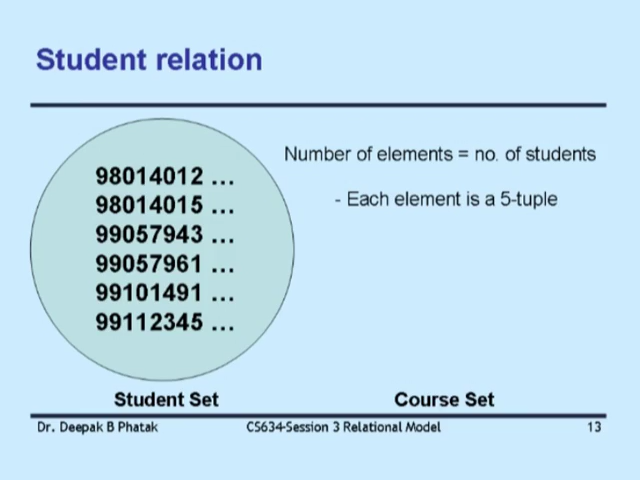 Student relation
Number of elements = no. of students
- Each element is a 5-tuple
98014012 ...
98014015 ...
99057943 ...
99057961 ...
99101491 ...
99112345 ...
Student Set
Course Set
Dr. Deepak B Phatak
CS634-Session 3 Relational Model
13